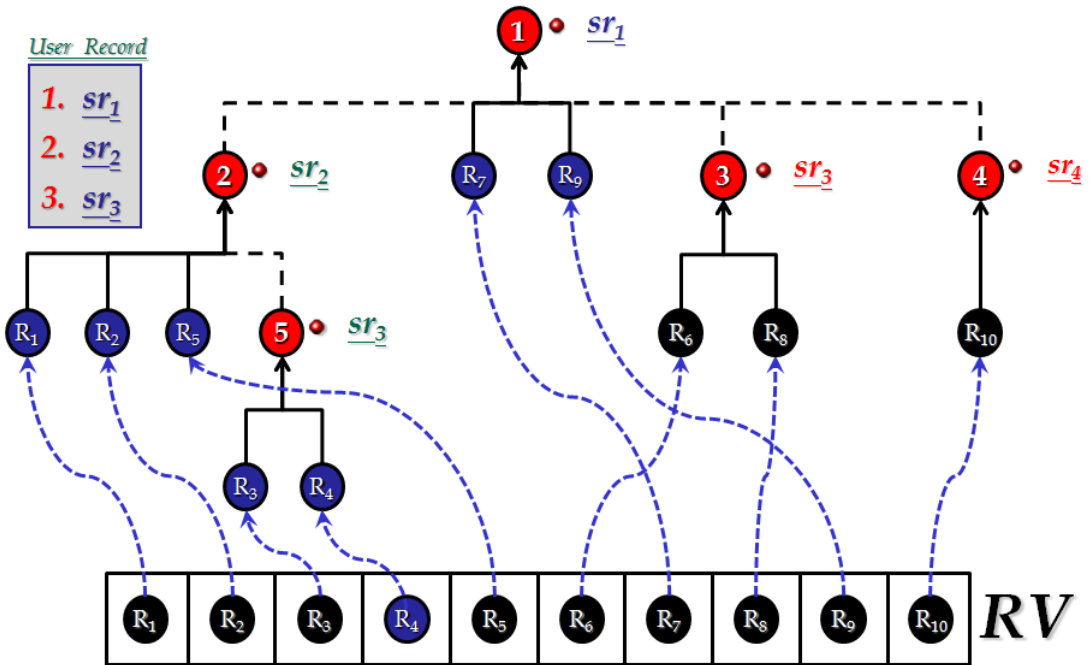 1 sr1
User Record
1. sr1
2. sr2
3. sr3
2 sr2 R7 R9 3 sr3 4 sr4
R1 R2 R5 5 sr3 R6 R8 R10
R3 R4
R1 R2 R3 R4 R5 R6 R7 R8 R9 R10 RV